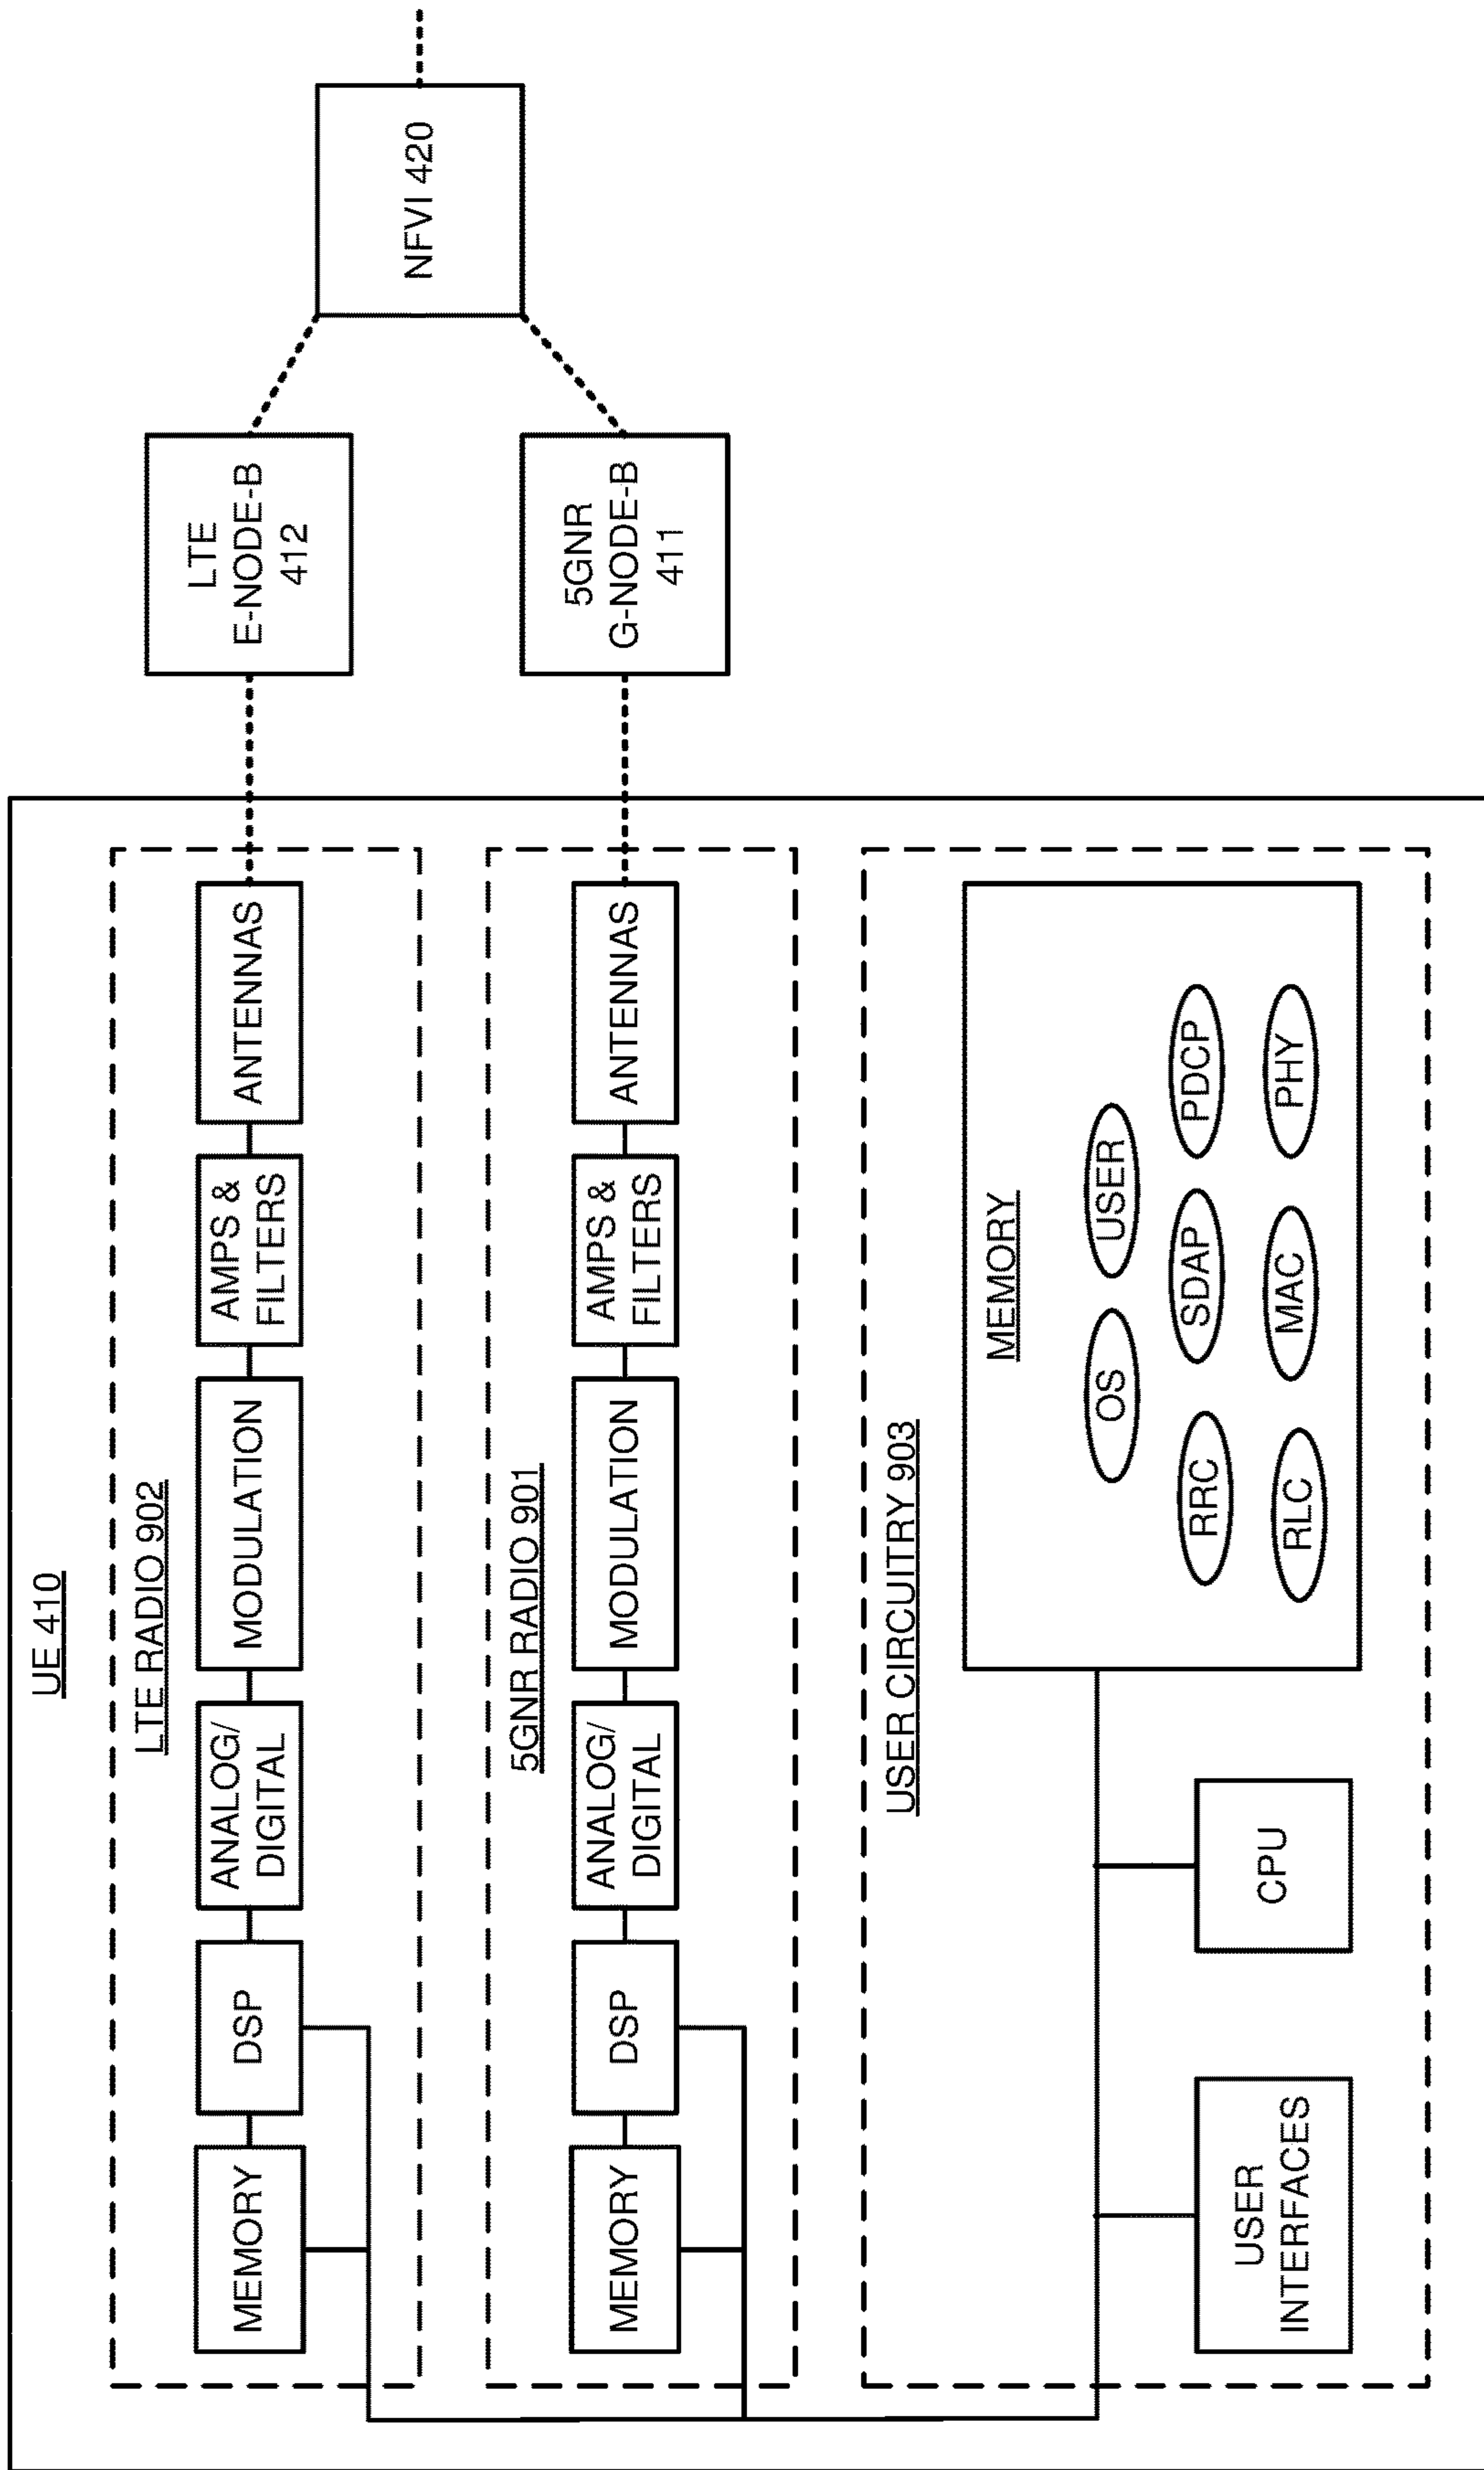 UE 410
LTE RADIO 902
MEMORY
DSP
ANALOG/
DIGITAL
MODULATION
AMPS &
FILTERS
ANTENNAS
LTE
E-NODE-B
412
NFVI 420
5GNR RADIO 901
MEMORY
DSP
ANALOG/
DIGITAL
MODULATION
AMPS &
FILTERS
ANTENNAS
5GNR
G-NODE-B
411
USER CIRCUITRY 903
USER
INTERFACES
CPU
MEMORY
OS
USER
RRC
SDAP
PDCP
RLC
MAC
PHY